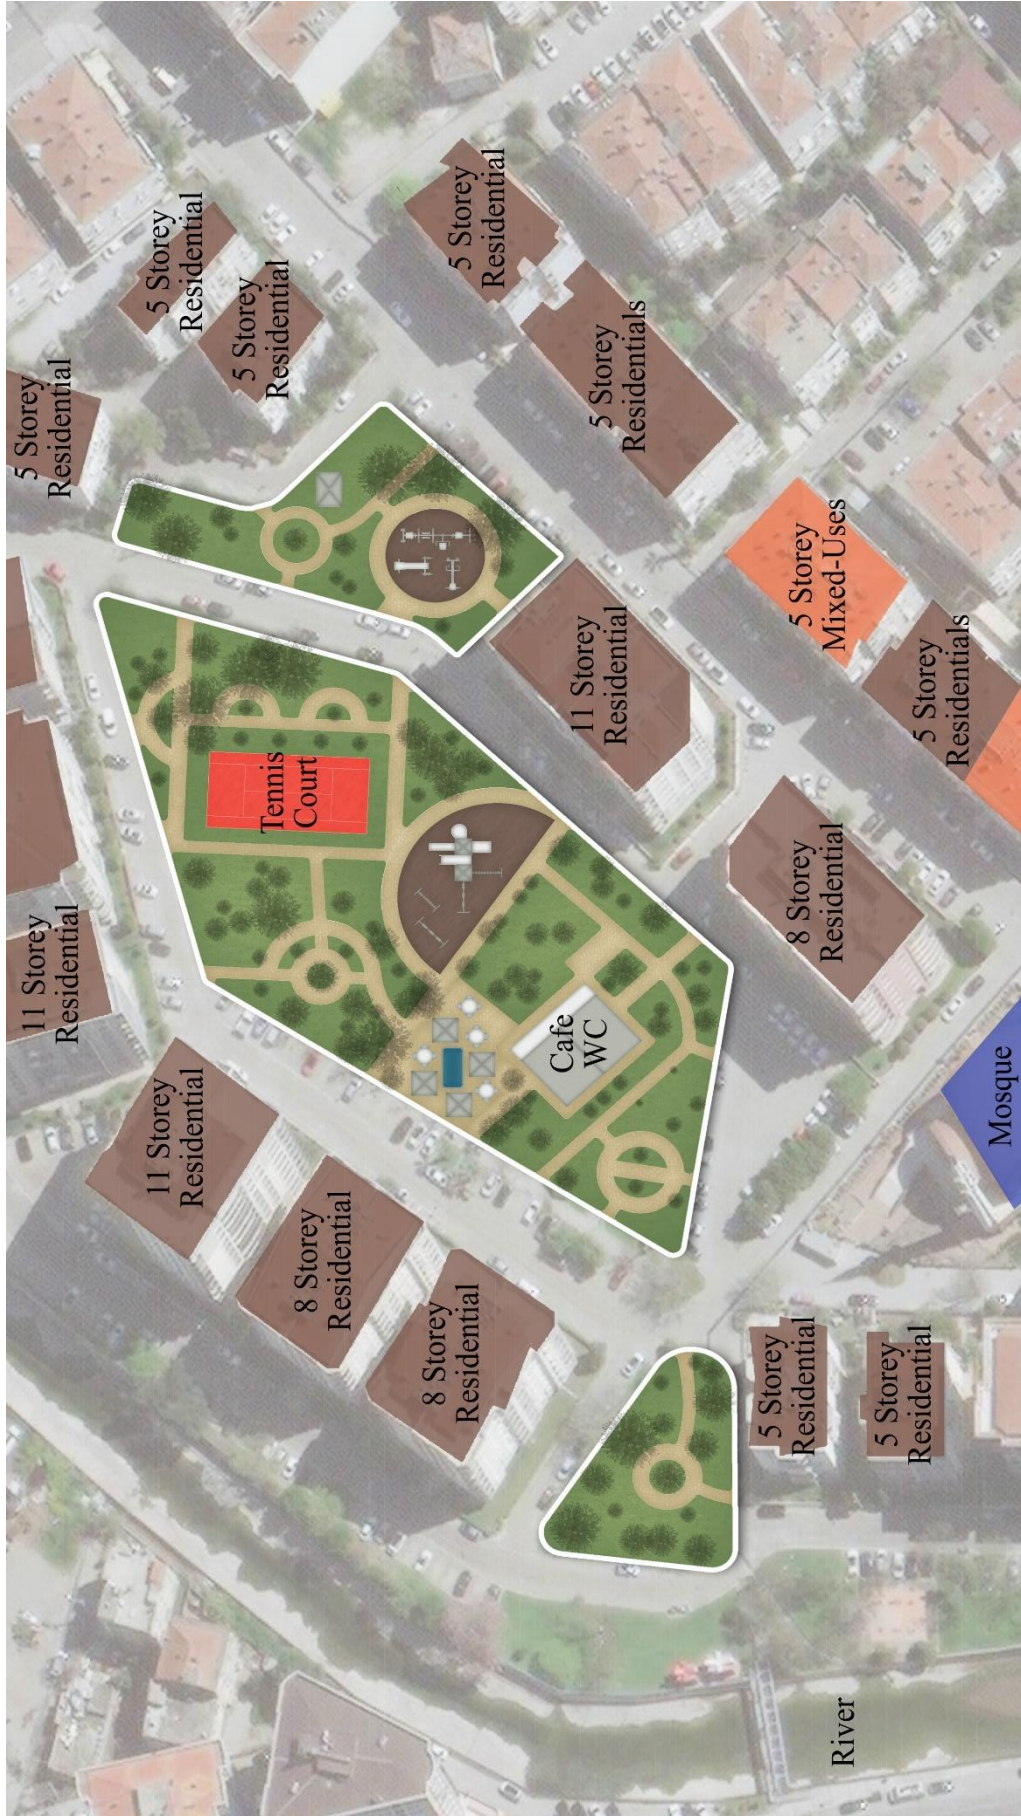 11 Storey
Residential
5 Storey
Residential
11 Storey
Residential
5 Storey
Residential
8 Storey
Residential
Tennis
Court
5 Storey
Residential
8 Storey
Residential
5 Storey
Residential
Cafe
WC
11 Storey
Residential
5 Storey
Residentials
5 Storey
Residential
8 Storey
Residential
5 Storey
Mixed-Uses
River
5 Storey
Residential
5 Storey
Residentials
Mosque